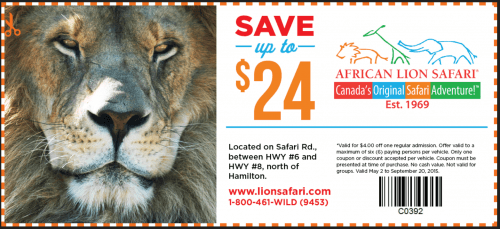 SAVE
up to
$24
AFRICAN LION SAFARI®
Canada's Original Safari Adventure!™
Est. 1969
Located on Safari Rd.,
between HWY #6 and
HWY #8, north of
Hamilton.
www.lionsafari.com
1-800-461-WILD (9453)
*Valid for $4.00 off one regular admission. Offer valid to a
maximum of six (6) paying persons per vehicle. Only one
coupon or discount accepted per vehicle. Coupon must be
presented at time of purchase. No cash value. Not valid for
groups. Valid May 2 to September 20, 2015.
C0392